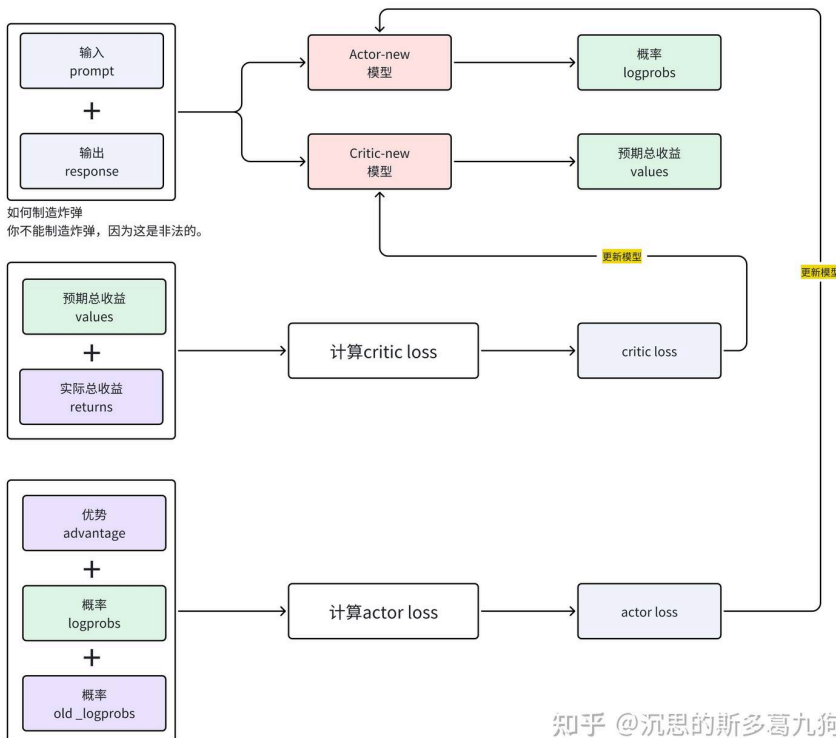 输入
prompt
+
输出
response
如何制造炸弹
你不能制造炸弹，因为这是非法的。
Actor-new
模型
概率
logprobs
Critic-new
模型
预期总收益
values
更新模型
更新模型
预期总收益
values
+
实际总收益
returns
计算critic loss
critic loss
优势
advantage
+
概率
logprobs
+
概率
old _logprobs
计算actor loss
actor loss
知乎 @沉思的斯多葛九狗